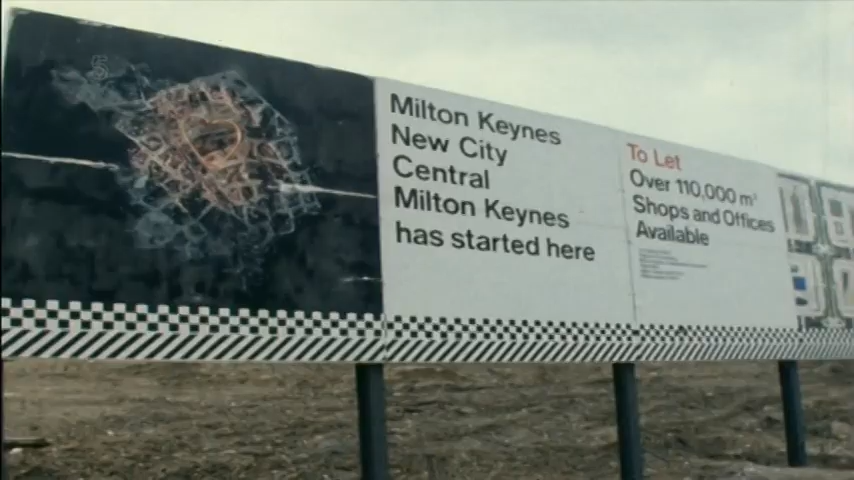 5
Milton Keynes
New City
Central
Milton Keynes
has started here
To Let
Over 110,000 m²
Shops and Offices
Available